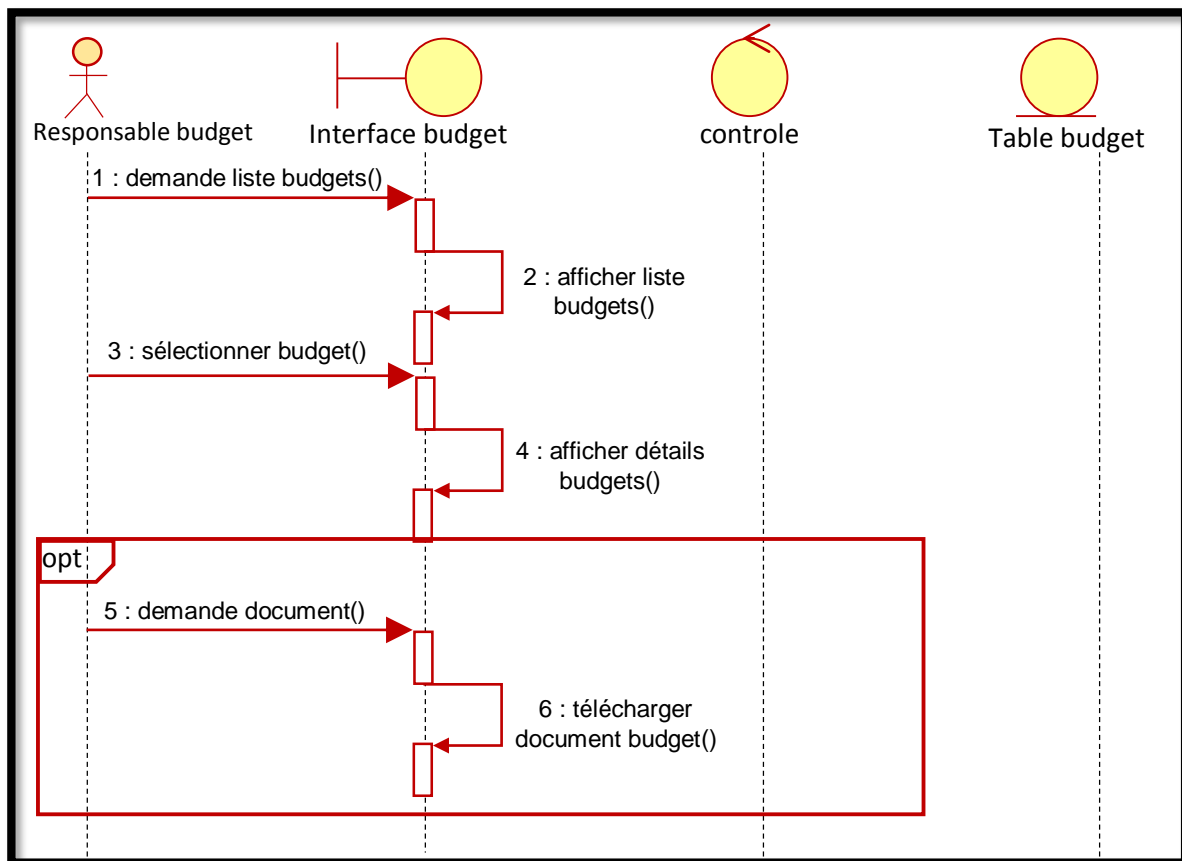 Responsable budget
Interface budget
controle
Table budget
1 : demande liste budgets()
2 : afficher liste
budgets()
3 : sélectionner budget()
4 : afficher détails
budgets()
opt
5 : demande document()
6 : télécharger
document budget()